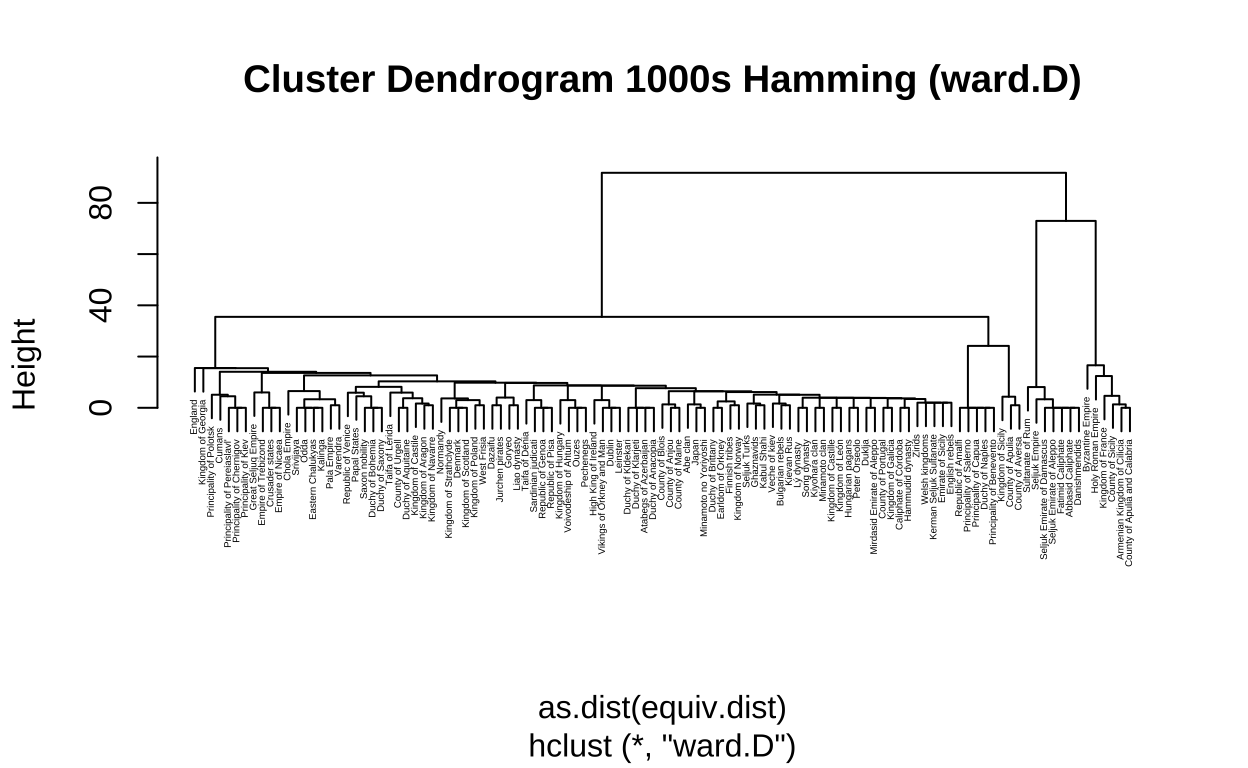 Cluster Dendrogram 1000s Hamming (ward.D)
Height
0
40
80
England
Kingdom of Georgia
Principality of Polotsk
Cumans
Principality of Pereslavl'
Principality of Chernigov
Principality of Kiev
Great Seljuq Empire
Empire of Trebizond
Crusader states
Empire of Nicaea
Chola Empire
Srivijaya
Odda
Eastern Chalukyas
Kalinga
Pala Empire
Varendra
Republic of Venice
Papal States
Saxon nobility
Duchy of Bohemia
Duchy of Saxony
Taifa of Lérida
County of Urgell
Duchy of Aquitaine
Kingdom of Castile
Kingdom of Aragon
Kingdom of Navarre
Normandy
Kingdom of Strathclyde
Denmark
Kingdom of Scotland
Kingdom of Poland
West Frisia
Dazaifu
Jurchen pirates
Goryeo
Liao dynasty
Taifa of Dénia
Sardinian judicati
Republic of Genoa
Republic of Pisa
Kingdom of Hungary
Voivodeship of Ahtum
Oguzes
Pechenegs
High King of Ireland
Vikings of Orkney and Mann
Dublin
Leinster
Duchy of Kldekari
Duchy of Klarjeti
Atabegs of Azerbaijan
Duchy of Anacopia
County of Blois
County of Anjou
County of Maine
Abe clan
Japan
Minamoto no Yoriyoshi
Duchy of Brittany
Earldom of Orkney
Finnish tribes
Kingdom of Norway
Seljuk Turks
Ghaznavids
Kabul Shahi
Veche of Kiev
Bulgarian rebels
Kievan Rus
Lý dynasty
Song dynasty
Kiyohara clan
Minamoto clan
Kingdom of Castille
Kingdom of León
Hungarian pagans
Peter Orseolo
Duklja
Mirdasid Emirate of Aleppo
County of Portugal
Kingdom of Galicia
Caliphate of Córdoba
Hammudid dynasty
Zirids
Welsh kingdoms
Kerman Seljuk Sultanate
Emirate of Sicily
English rebels
Republic of Amalfi
Principality of Salerno
Principality of Capua
Duchy of Naples
Principality of Benevento
Kingdom of Sicily
County of Apulia
County of Aversa
Sultanate of Rum
Seljuk Empire
Seljuk Emirate of Damascus
Seljuk Emirate of Aleppo
Fatimid Caliphate
Abbasid Caliphate
Danishmends
Byzantine Empire
Holy Roman Empire
Kingdom of France
County of Sicily
Armenian Kingdom of Cilicia
County of Apulia and Calabria
as.dist(equiv.dist)
hclust (*, "ward.D")